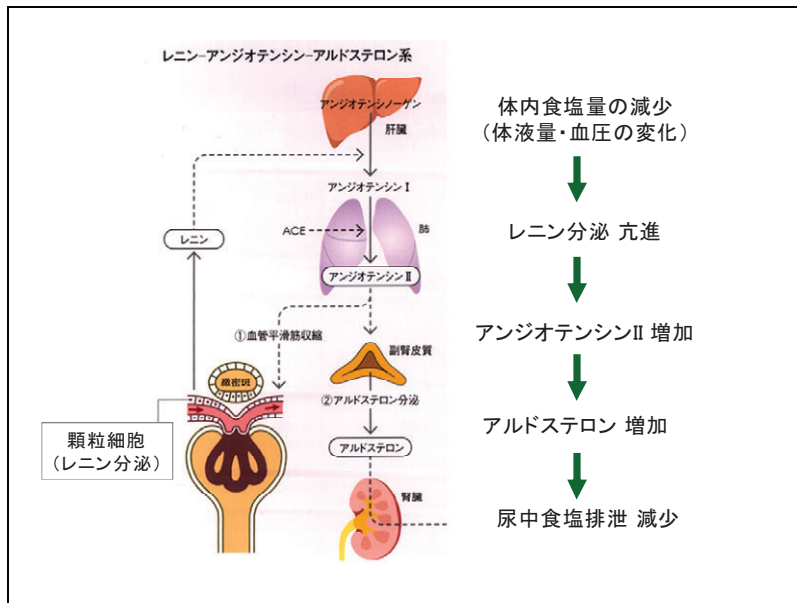 レニン-アンジオテンシン-アルドステロン系
アンジオテンシノーゲン
肝臓
アンジオテンシンⅠ
ACE
肺
レニン
アンジオテンシンⅡ
①血管平滑筋収縮
副腎皮質
緻密斑
②アルドステロン分泌
顆粒細胞
(レニン分泌)
アルドステロン
腎臓
体内食塩量の減少
(体液量・血圧の変化)
レニン分泌 亢進
アンジオテンシンII 増加
アルドステロン 増加
尿中食塩排泄 減少